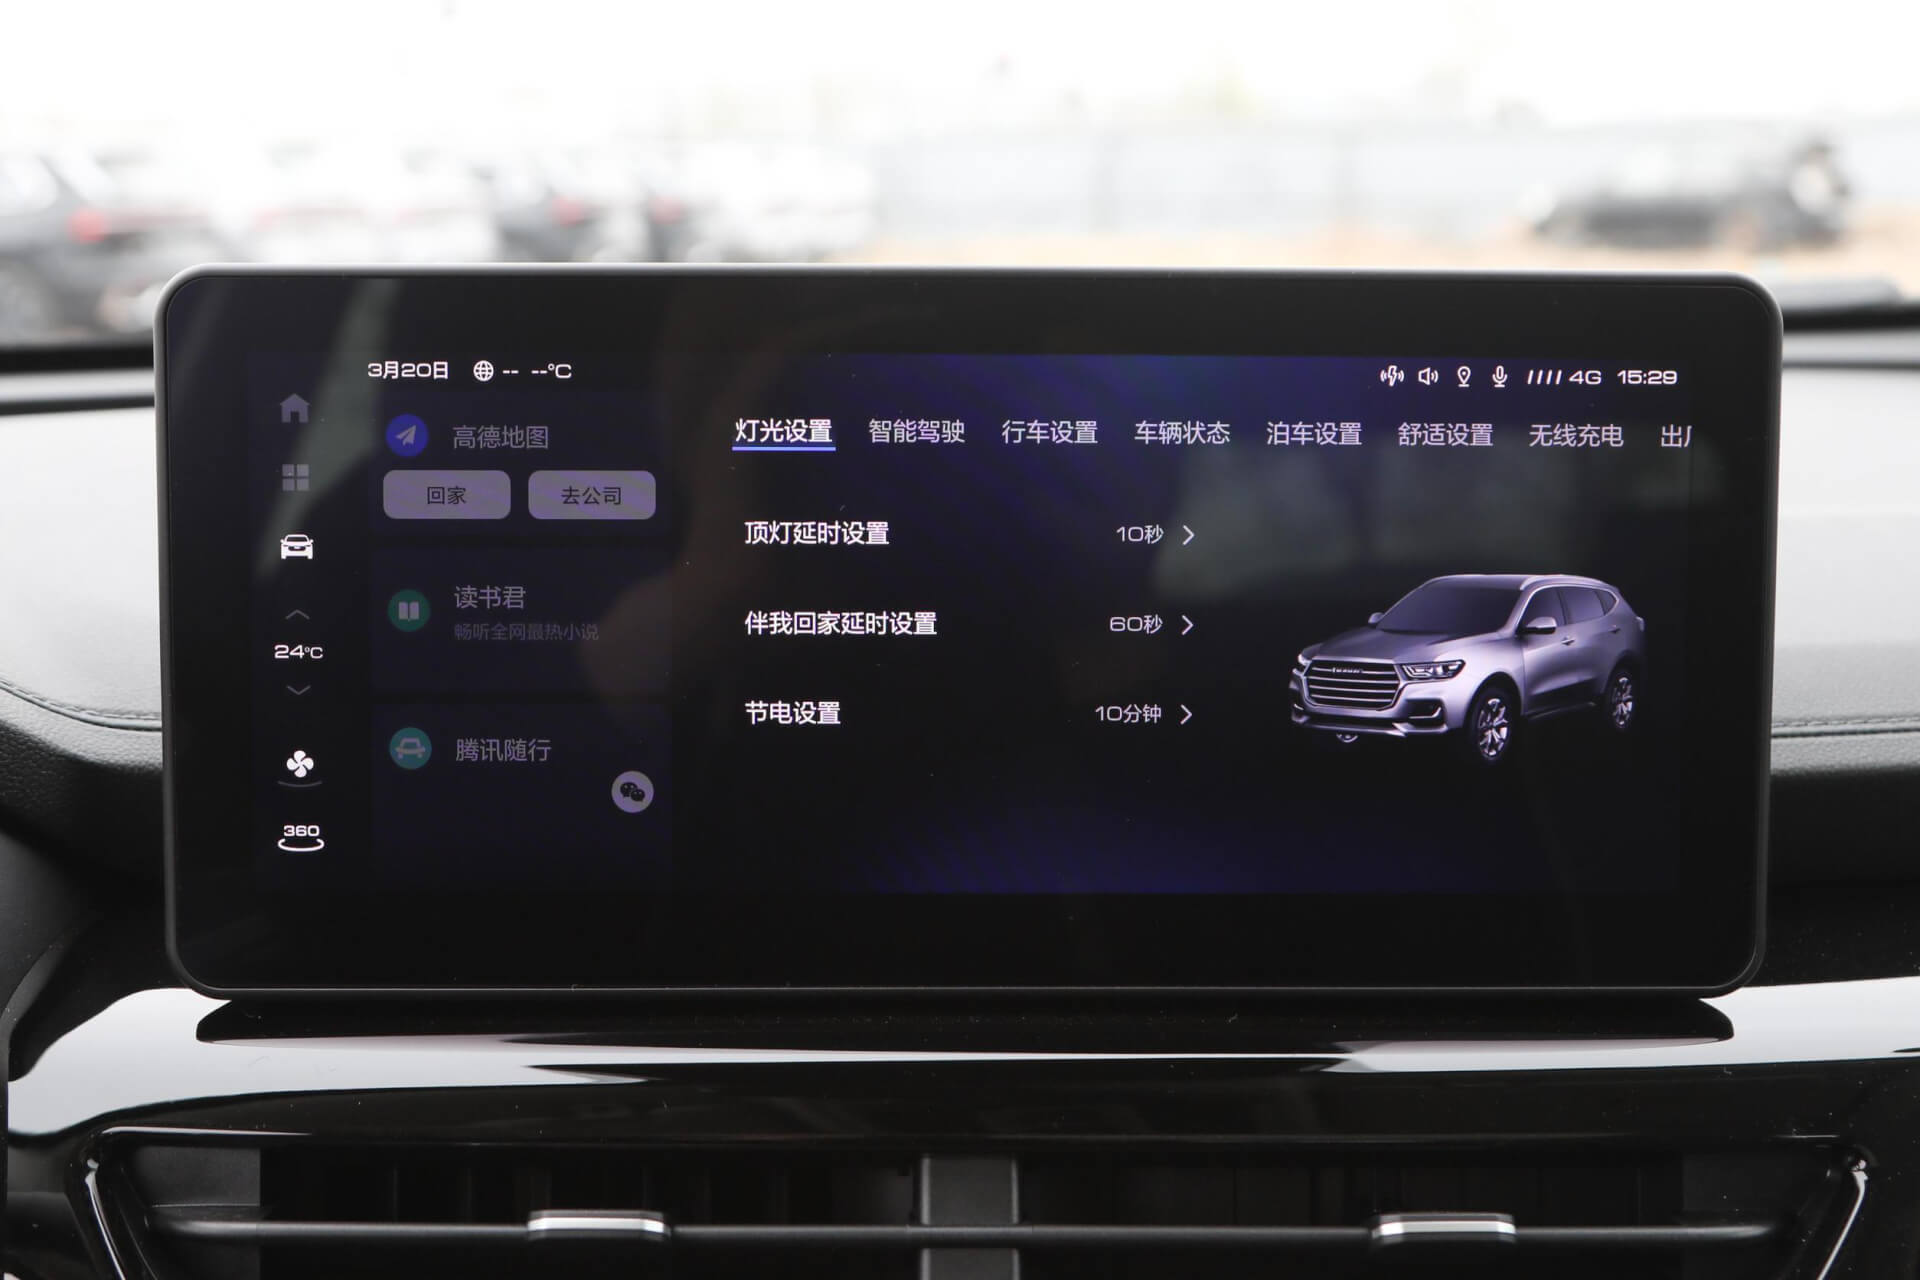 3月20日 -- --°C
4G 15:29
高德地图
回家 去公司
读书君
畅听全网最热小说
腾讯随行
24°C
360
灯光设置 智能驾驶 行车设置 车辆状态 泊车设置 舒适设置 无线充电 出
顶灯延时设置 10秒
伴我回家延时设置 60秒
节电设置 10分钟